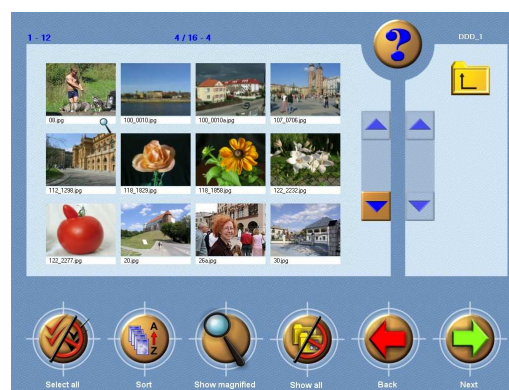 1 - 12
4 / 16 - 4
DDD_1
08.jpg
100_0010.jpg
100_0010a.jpg
107_0706.jpg
112_1298.jpg
118_1829.jpg
118_1858.jpg
122_2232.jpg
122_2277.jpg
20.jpg
26a.jpg
30.jpg
A
Z
Select all
Sort
Show magnified
Show all
Back
Next